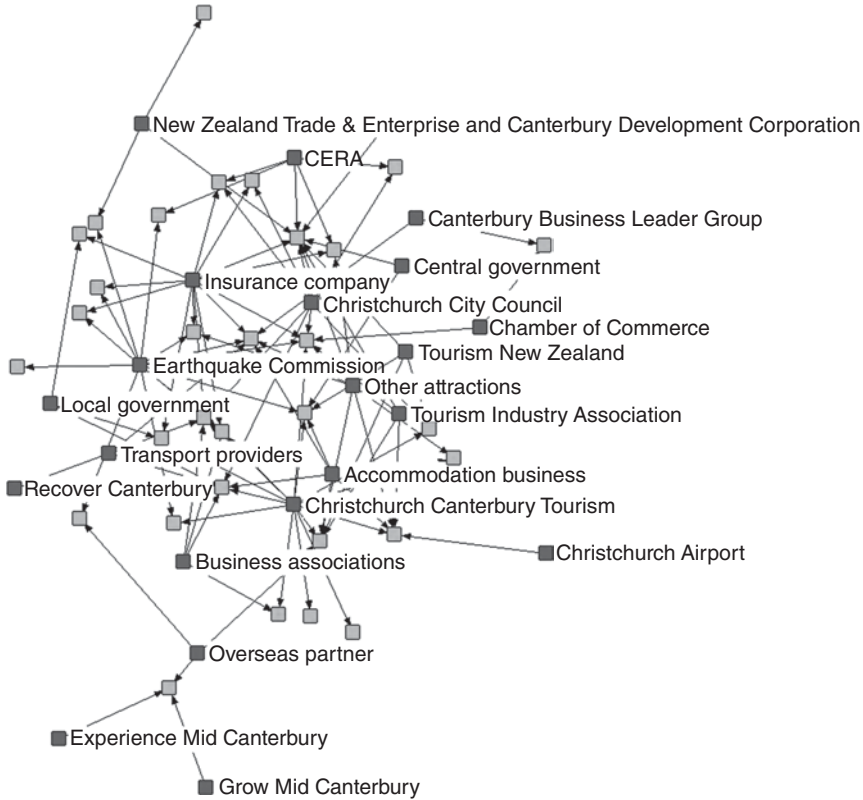 New Zealand Trade & Enterprise and Canterbury Development Corporation
CERA
Canterbury Business Leader Group
Central government
Insurance company
Christchurch City Council
Chamber of Commerce
Tourism New Zealand
Earthquake Commission
Other attractions
Local government
Tourism Industry Association
Transport providers
Accommodation business
Recover Canterbury
Christchurch Canterbury Tourism
Christchurch Airport
Business associations
Overseas partner
Experience Mid Canterbury
Grow Mid Canterbury